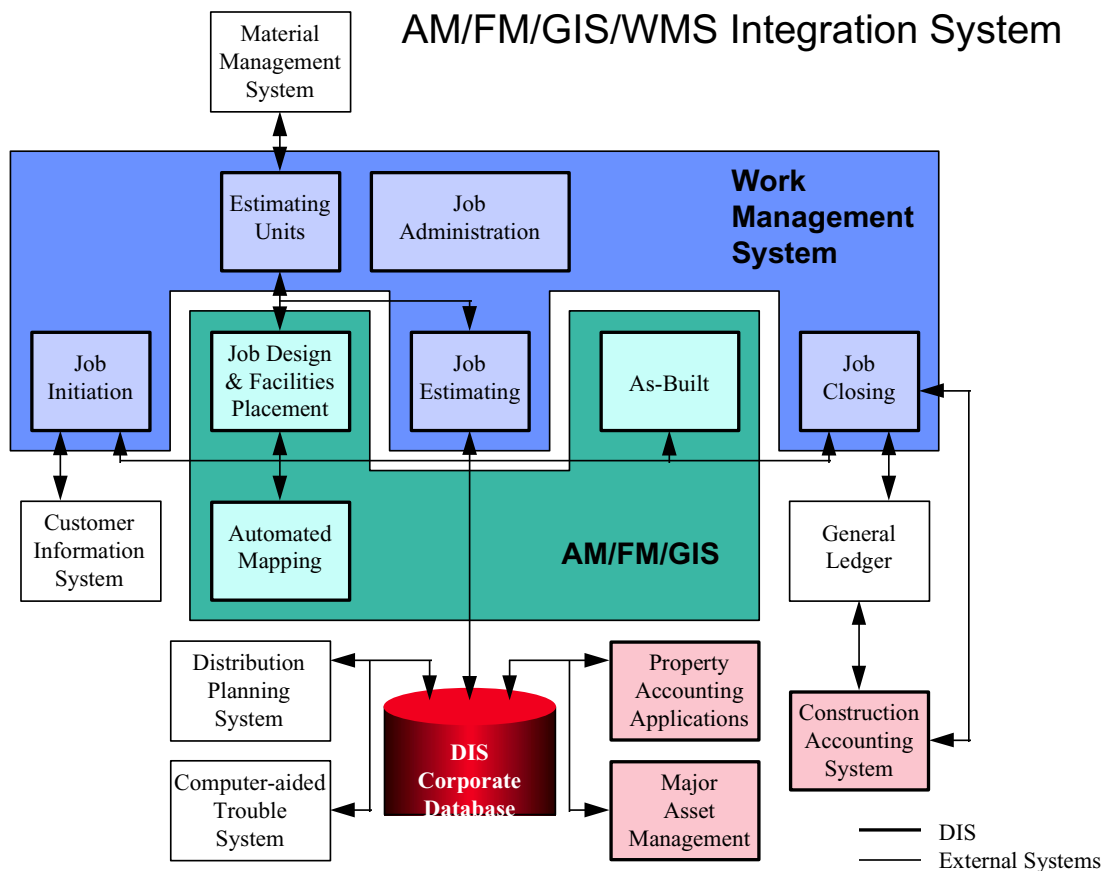 AM/FM/GIS/WMS Integration System
Material
Management
System
Work
Management
System
Estimating
Units
Job
Administration
Job
Initiation
Job Design
& Facilities
Placement
Job
Estimating
As-Built
Job
Closing
Customer
Information
System
Automated
Mapping
AM/FM/GIS
General
Ledger
Distribution
Planning
System
Property
Accounting
Applications
Construction
Accounting
System
DIS
Corporate
Database
Computer-aided
Trouble
System
Major
Asset
Management
DIS
External Systems